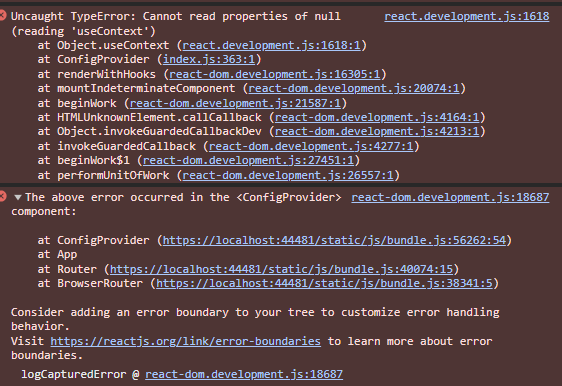 Uncaught TypeError: Cannot read properties of null react.development.js:1618
(reading 'useContext')
at Object.useContext (react.development.js:1618:1)
at ConfigProvider (index.js:363:1)
at renderWithHooks (react-dom.development.js:16305:1)
at mountIndeterminateComponent (react-dom.development.js:20074:1)
at beginWork (react-dom.development.js:21587:1)
at HTMLUnknownElement.callCallback (react-dom.development.js:4164:1)
at Object.invokeGuardedCallbackDev (react-dom.development.js:4213:1)
at invokeGuardedCallback (react-dom.development.js:4277:1)
at beginWork$1 (react-dom.development.js:27451:1)
at performUnitOfWork (react-dom.development.js:26557:1)
The above error occurred in the <ConfigProvider> react-dom.development.js:18687
component:
at ConfigProvider (https://localhost:44481/static/js/bundle.js:56262:54)
at App
at Router (https://localhost:44481/static/js/bundle.js:40074:15)
at BrowserRouter (https://localhost:44481/static/js/bundle.js:38341:5)
Consider adding an error boundary to your tree to customize error handling
behavior.
Visit https://reactjs.org/link/error-boundaries to learn more about error
boundaries.
logCapturedError @ react-dom.development.js:18687